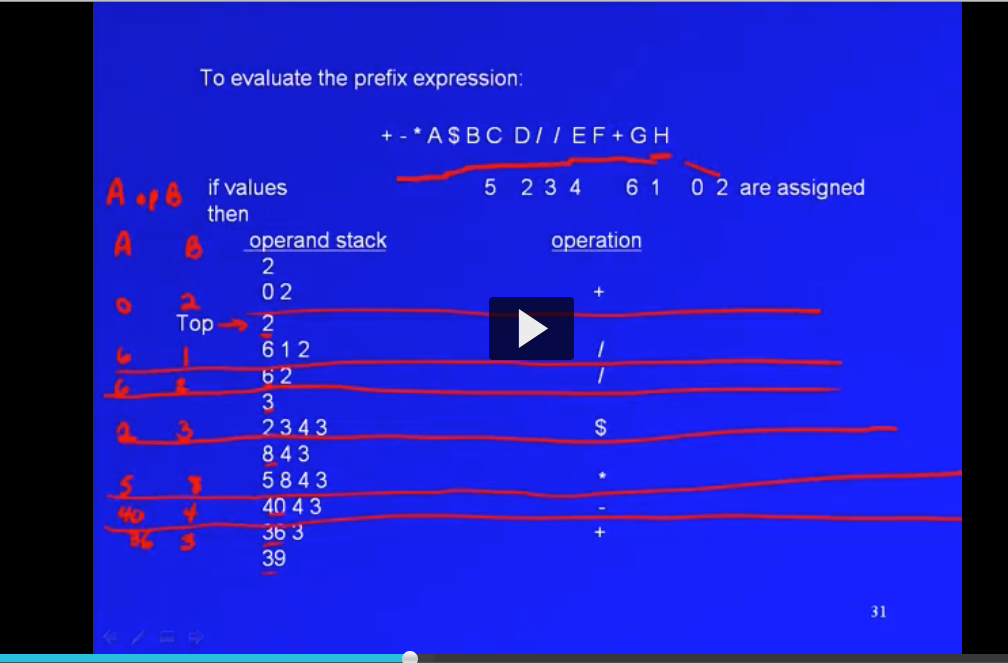 To evaluate the prefix expression:
+ - * A $ B C D / / E F + G H
5 2 3 4 6 1 0 2 are assigned
A op B if values
then
A B operand stack operation
2
0 2 0 2 +
Top → 2
6 1 6 1 2 /
6 2 6 2 /
3
2 3 2 3 4 3 $
8 4 3
5 8 5 8 4 3 *
40 4 40 4 3 -
36 3 36 3 +
39
31